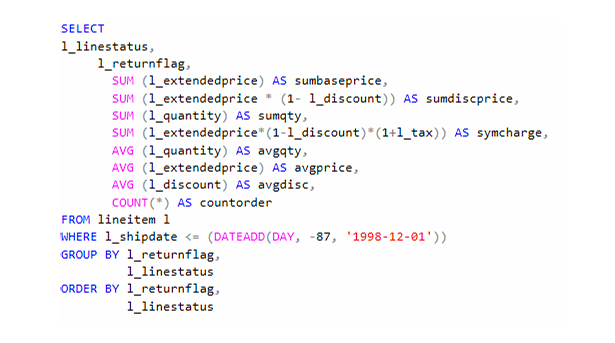 SELECT
l_linestatus,
l_returnflag,
SUM (l_extendedprice) AS sumbaseprice,
SUM (l_extendedprice * (1- l_discount)) AS sumdiscprice,
SUM (l_quantity) AS sumqty,
SUM (l_extendedprice*(1-l_discount)*(1+l_tax)) AS symcharge,
AVG (l_quantity) AS avgqty,
AVG (l_extendedprice) AS avgprice,
AVG (l_discount) AS avgdisc,
COUNT(*) AS countorder
FROM lineitem l
WHERE l_shipdate <= (DATEADD(DAY, -87, '1998-12-01'))
GROUP BY l_returnflag,
l_linestatus
ORDER BY l_returnflag,
l_linestatus